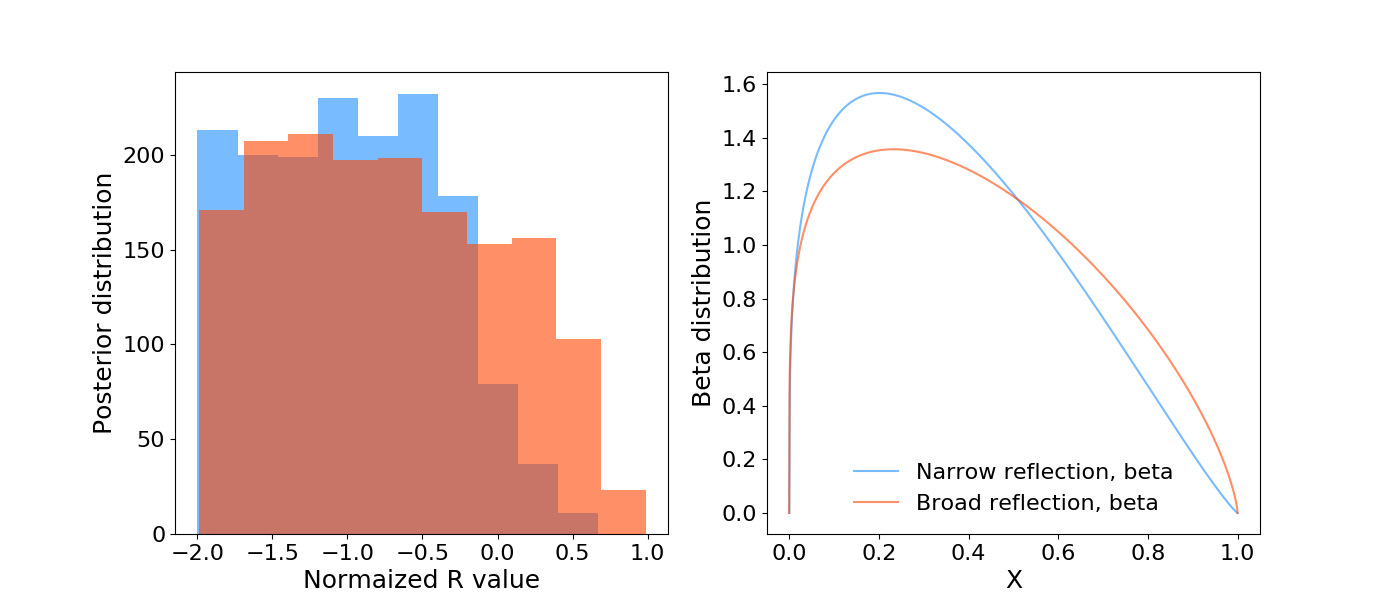 Posterior distribution
200
150
100
50
0
−2.0 −1.5 −1.0 −0.5 0.0 0.5 1.0
Normaized R value
Beta distribution
1.6
1.4
1.2
1.0
0.8
0.6
0.4
0.2
0.0
Narrow reflection, beta
Broad reflection, beta
0.0 0.2 0.4 0.6 0.8 1.0
X